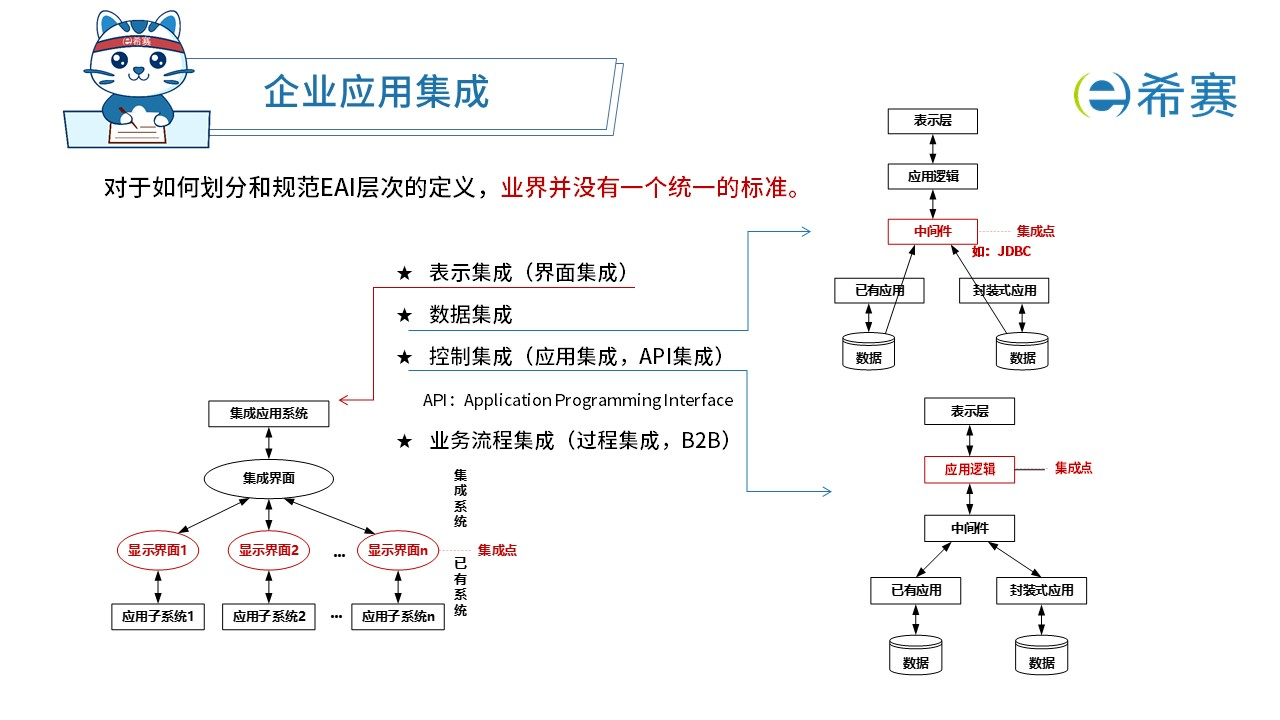 希赛
企业应用集成
希赛
对于如何划分和规范EAI层次的定义，业界并没有一个统一的标准。
★ 表示集成（界面集成）
★ 数据集成
★ 控制集成（应用集成，API集成）
API：Application Programming Interface
★ 业务流程集成（过程集成，B2B）
表示层
应用逻辑
中间件
集成点
如：JDBC
已有应用
封装式应用
数据
数据
集成应用系统
集成界面
集成系统
显示界面1
显示界面2
...
显示界面n
集成点
已有系统
应用子系统1
应用子系统2
...
应用子系统n
表示层
应用逻辑
集成点
中间件
已有应用
封装式应用
数据
数据